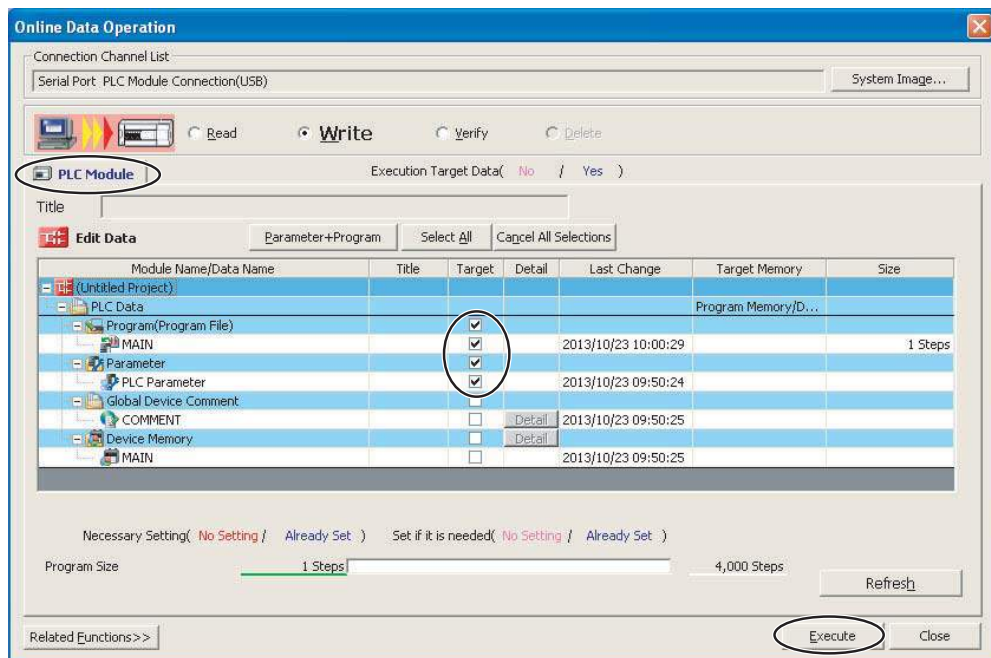 Online Data Operation
Connection Channel List
Serial Port PLC Module Connection(USB)
System Image...
Read Write Verify Delete
PLC Module
Execution Target Data( No / Yes )
Title
Edit Data Parameter+Program Select All Cancel All Selections
Module Name/Data Name Title Target Detail Last Change Target Memory Size
(Untitled Project)
PLC Data Program Memory/D...
Program(Program File)
MAIN 2013/10/23 10:00:29 1 Steps
Parameter
PLC Parameter 2013/10/23 09:50:24
Global Device Comment
COMMENT Detail 2013/10/23 09:50:25
Device Memory Detail
MAIN 2013/10/23 09:50:25
Necessary Setting( No Setting / Already Set ) Set if it is needed( No Setting / Already Set )
Program Size 1 Steps 4,000 Steps
Refresh
Related Functions>> Execute Close